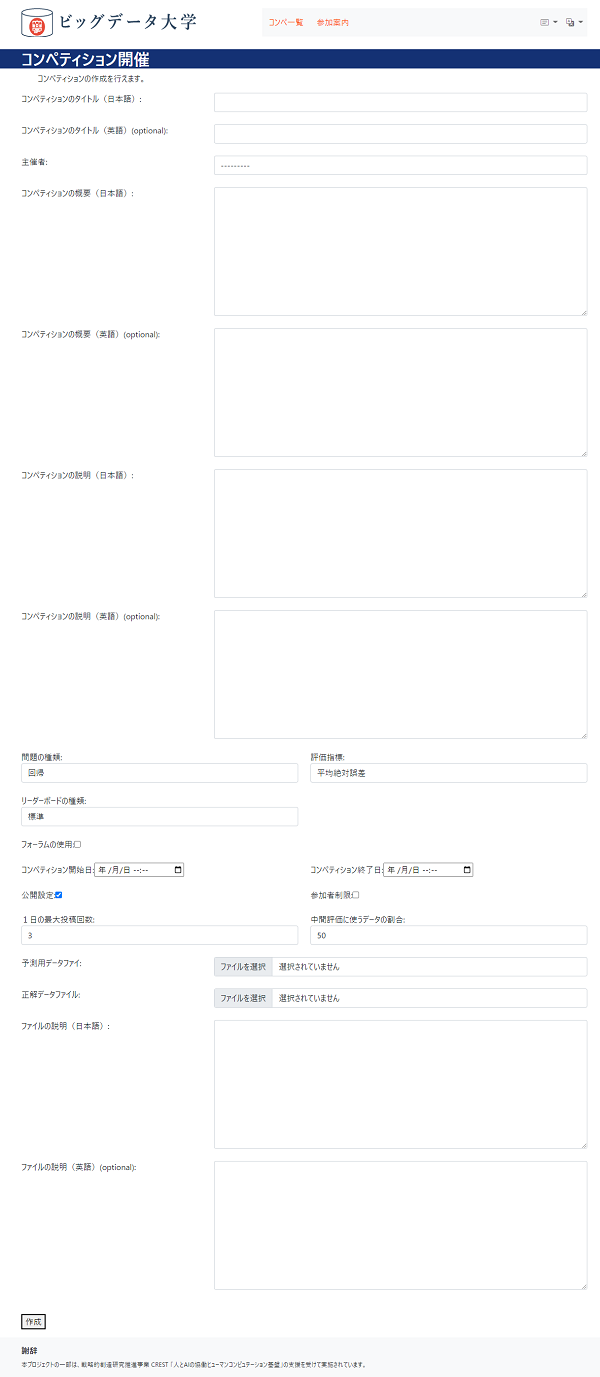 ビッグデータ大学
コンペ一覧 参加案内
コンペティション開催
コンペティションの作成を行えます。
コンペティションのタイトル（日本語）:
コンペティションのタイトル（英語）(optional):
主催者:
---------
コンペティションの概要（日本語）:
コンペティションの概要（英語）(optional):
コンペティションの説明（日本語）:
コンペティションの説明（英語）(optional):
問題の種類: 評価指標:
回帰 平均絶対誤差
リーダーボードの種類:
標準
フォーラムの使用:
コンペティション開始日: 年 /月/日 --:-- コンペティション終了日: 年 /月/日 --:--
公開設定: 参加者制限:
１日の最大投稿回数: 中間評価に使うデータの割合:
3 50
予測用データファイ: ファイルを選択 選択されていません
正解データファイル: ファイルを選択 選択されていません
ファイルの説明（日本語）:
ファイルの説明（英語）(optional):
作成
謝辞
本プロジェクトの一部は、戦略的創造研究推進事業 CREST 「人とAIの協働ヒューマンコンピュテーション基盤」の支援を受けて実施されています。